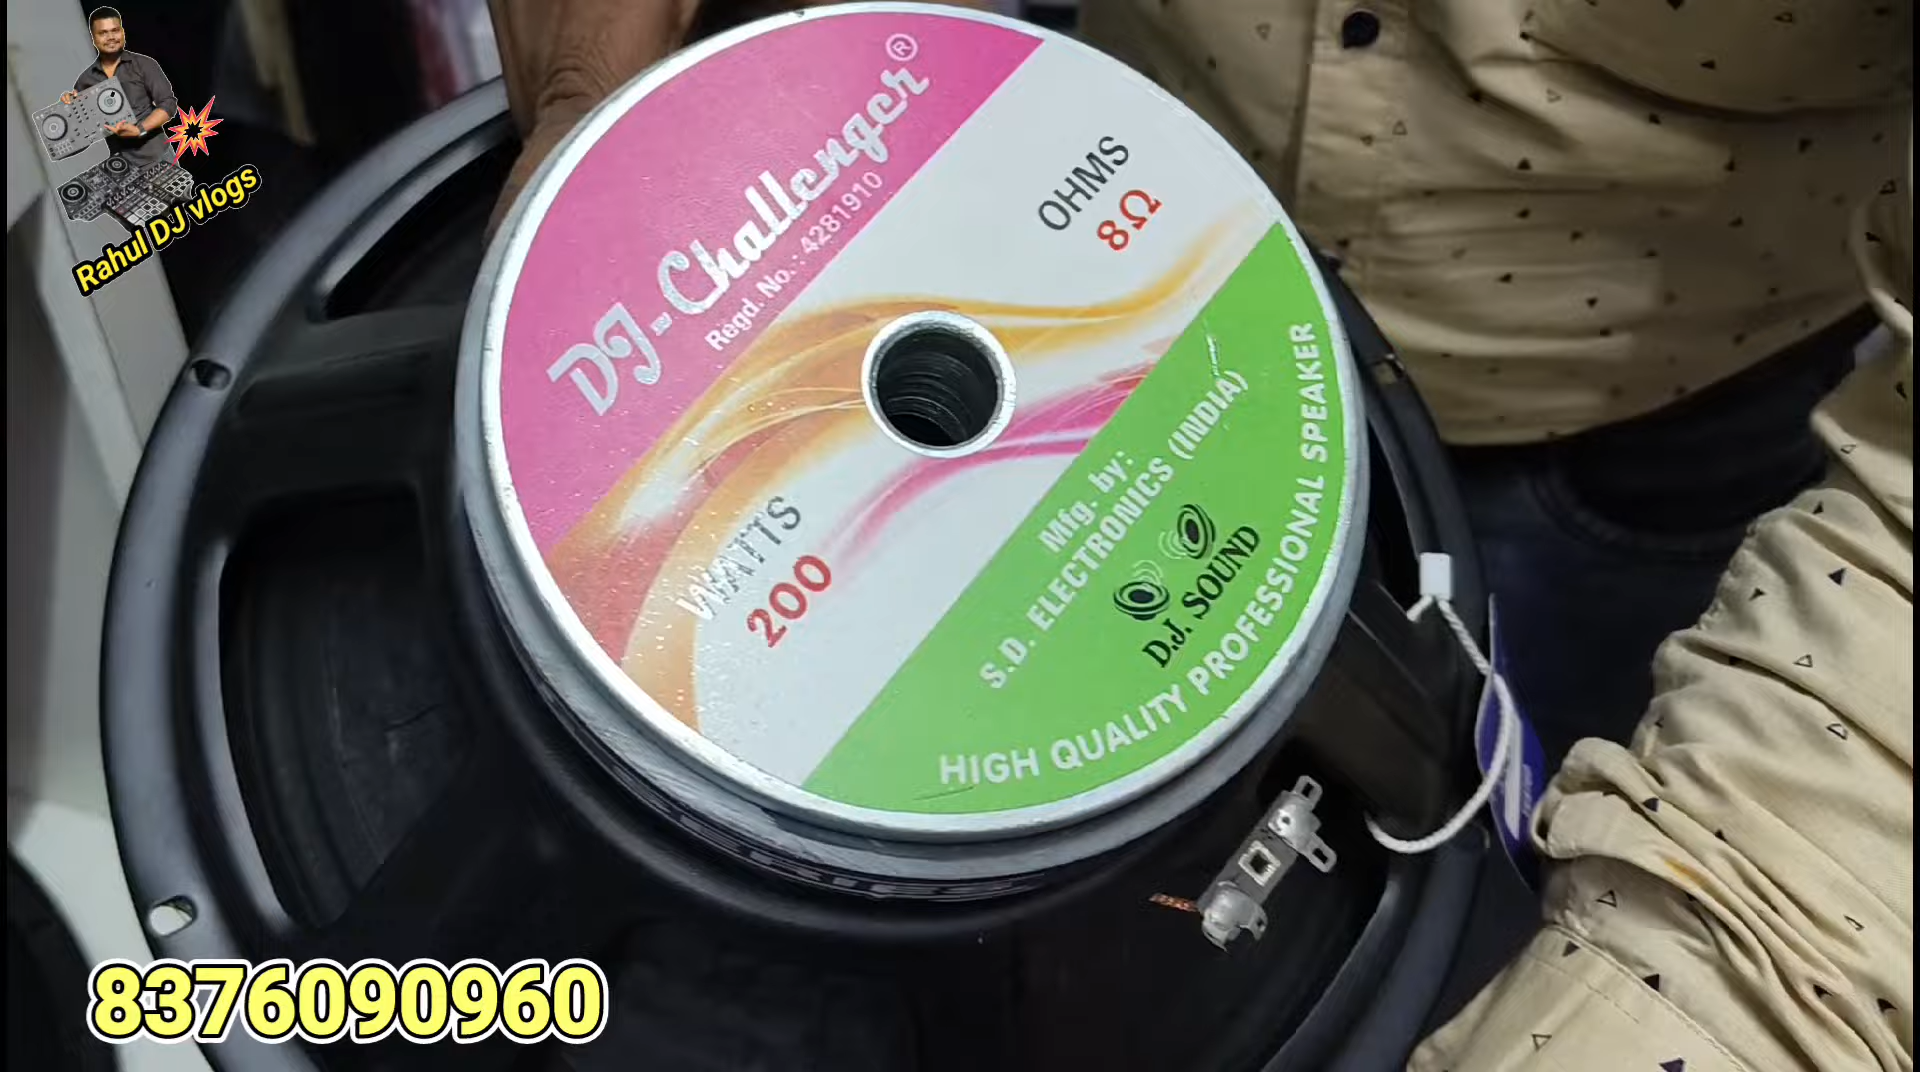 Rahul DJ vlogs
DJ-Challenger®
Regd. No.: 4281910
OHMS
8Ω
WATTS
200
Mfg. by:
S.D. ELECTRONICS (INDIA)
D.J. SOUND
HIGH QUALITY PROFESSIONAL SPEAKER
8376090960